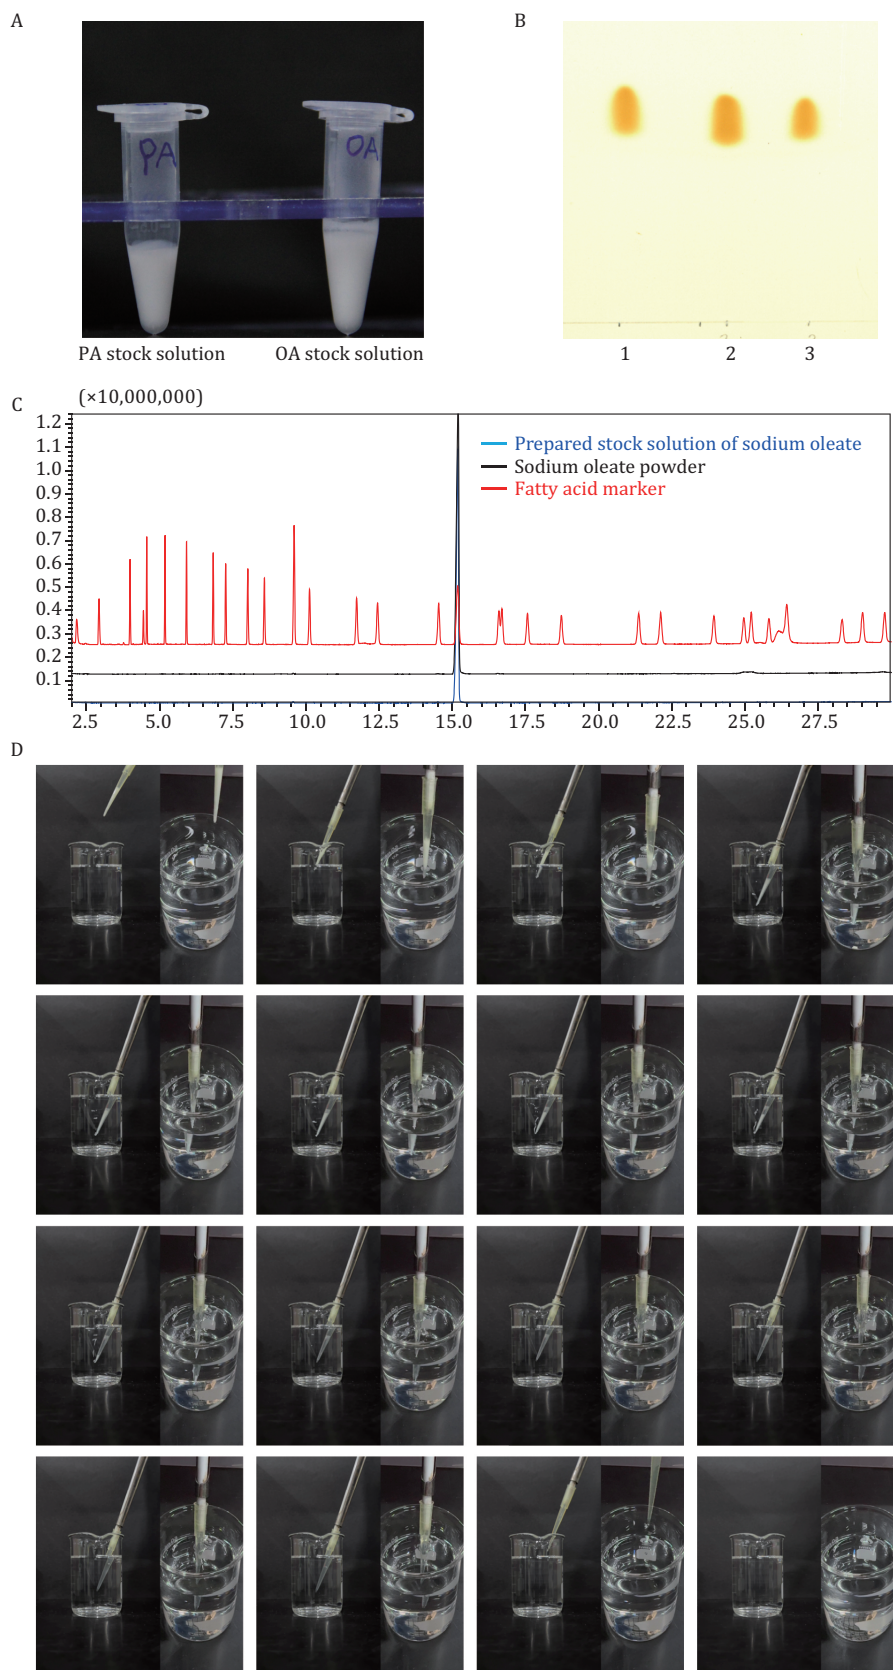 A
B
PA
OA
PA stock solution
OA stock solution
1
2
3
C
(×10,000,000)
1.2
1.1
1.0
0.9
0.8
0.7
0.6
0.5
0.4
0.3
0.2
0.1
Prepared stock solution of sodium oleate
Sodium oleate powder
Fatty acid marker
2.5 5.0 7.5 10.0 12.5 15.0 17.5 20.0 22.5 25.0 27.5
D